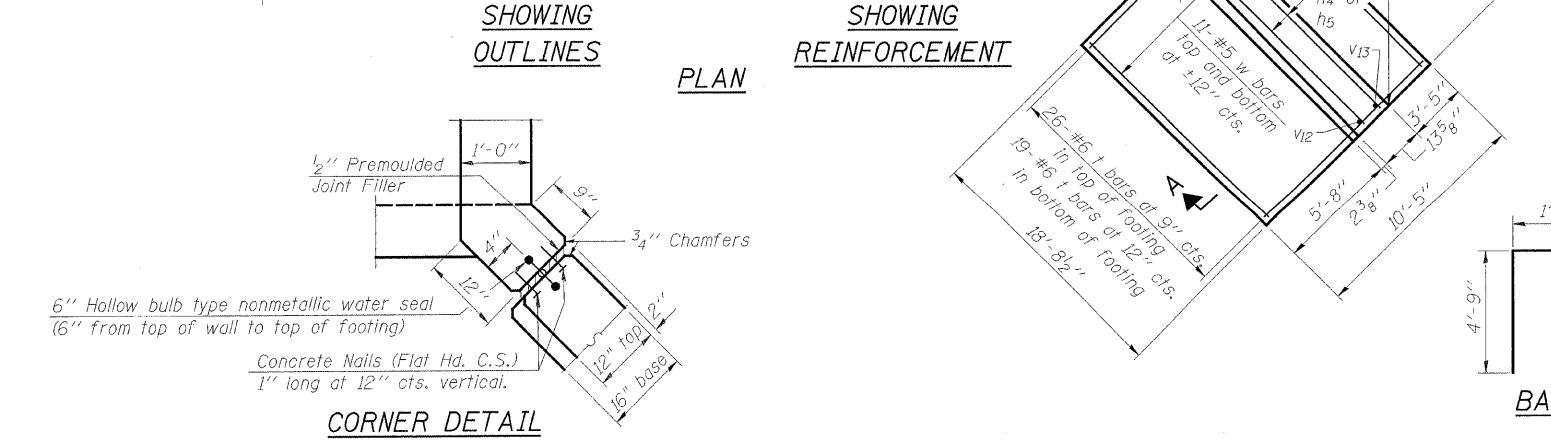 SHOWING
OUTLINES
SHOWING
REINFORCEMENT
PLAN
h4 or
h5
V13
V12
11-#5 w bars
top and bottom
at ±12" cts.
26-#6 t bars at 9" cts.
in top of footing
19-#6 t bars at 12" cts.
in bottom of footing
18'-8½"
A
3'-5"
13⅝"
5'-8"
2⅜"
10'-5"
1'-0"
½" Premoulded
Joint Filler
9"
¾" Chamfers
4"
12"
6" Hollow bulb type nonmetallic water seal
(6" from top of wall to top of footing)
2"
12" top
16" base
Concrete Nails (Flat Hd. C.S.)
1" long at 12" cts. vertical.
CORNER DETAIL
4'-9"
1'
BA